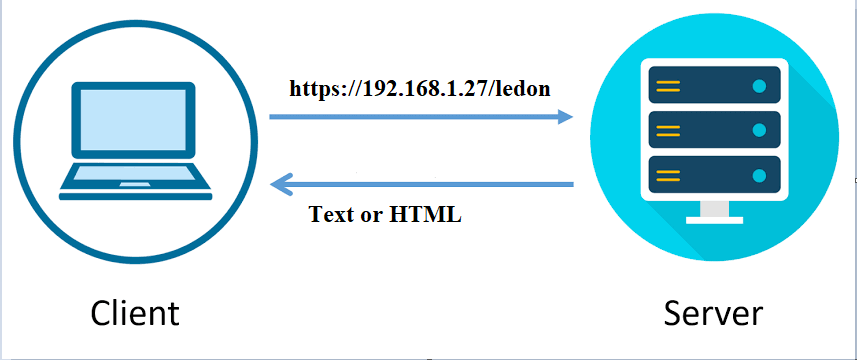 https://192.168.1.27/ledon
Text or HTML
Client
Server